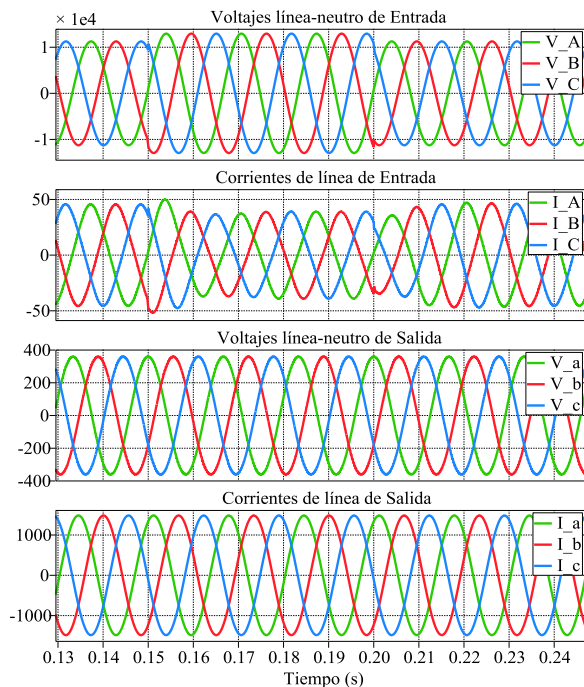 Voltajes línea-neutro de Entrada
× 1e4
1
0
-1
V_A
V_B
V_C
Corrientes de línea de Entrada
50
0
-50
I_A
I_B
I_C
Voltajes línea-neutro de Salida
400
200
0
-200
-400
V_a
V_b
V_c
Corrientes de línea de Salida
1000
0
-1000
I_a
I_b
I_c
0.13 0.14 0.15 0.16 0.17 0.18 0.19 0.20 0.21 0.22 0.23 0.24
Tiempo (s)